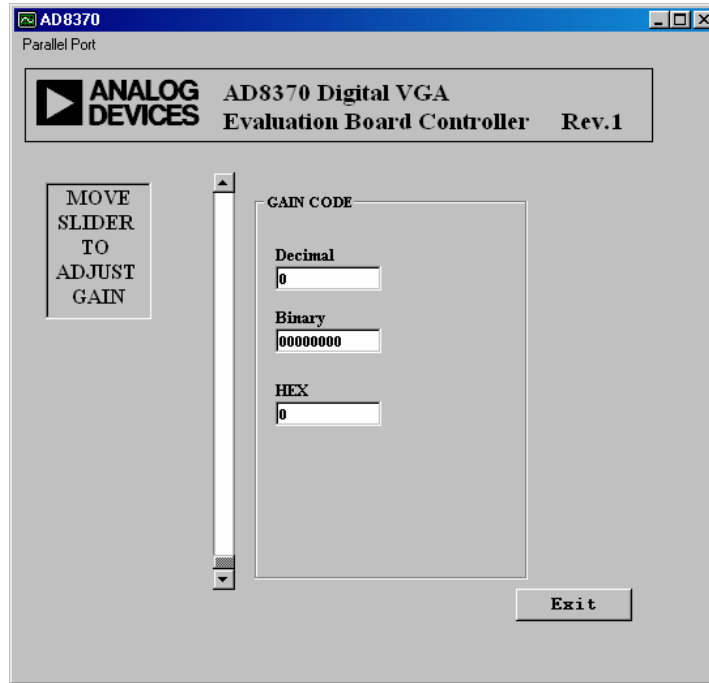 AD8370
Parallel Port
ANALOG
DEVICES
AD8370 Digital VGA
Evaluation Board Controller Rev.1
MOVE
SLIDER
TO
ADJUST
GAIN
GAIN CODE
Decimal
0
Binary
00000000
HEX
0
Exit